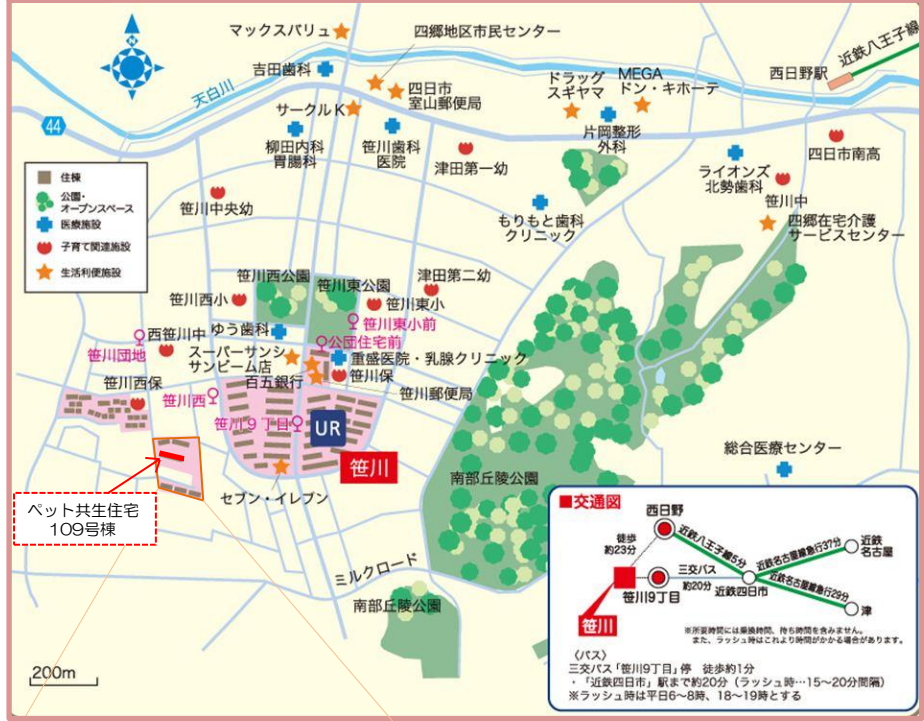 マックスバリュ
四郷地区市民センター
近鉄八王子線
西日野駅
吉田歯科
天白川
四日市
室山郵便局
ドラッグ
スギヤマ
MEGA
ドン・キホーテ
サークルK
44
柳田内科
胃腸科
笹川歯科
医院
片岡整形
外科
津田第一幼
四日市南高
ライオンズ
北勢歯科
笹川中
住棟
公園・
オープンスペース
医療施設
子育て関連施設
生活利便施設
笹川中央幼
もりもと歯科
クリニック
四郷在宅介護
サービスセンター
笹川西公園
笹川東公園
津田第二幼
笹川西小
笹川東小
笹川東小前
西笹川中
ゆう歯科
公団住宅前
笹川団地
スーパーサンシ
サンビーム店
重盛医院・乳腺クリニック
笹川西保
百五銀行
笹川保
笹川郵便局
笹川西
笹川9丁目
UR
笹川
総合医療センター
南部丘陵公園
セブン・イレブン
ペット共生住宅
109号棟
ミルクロード
南部丘陵公園
200m
N
■交通図
西日野
徒歩
約23分
近鉄八王子線5分
近鉄名古屋線急行37分
近鉄
名古屋
三交バス
約20分
笹川9丁目
近鉄四日市
近鉄名古屋線急行29分
津
笹川
※所要時間には乗換時間、待ち時間を含みません。
また、ラッシュ時はこれより時間がかかる場合があります。
〈バス〉
三交バス「笹川9丁目」停 徒歩約1分
・「近鉄四日市」駅まで約20分(ラッシュ時…15〜20分間隔)
※ラッシュ時は平日6〜8時、18〜19時とする